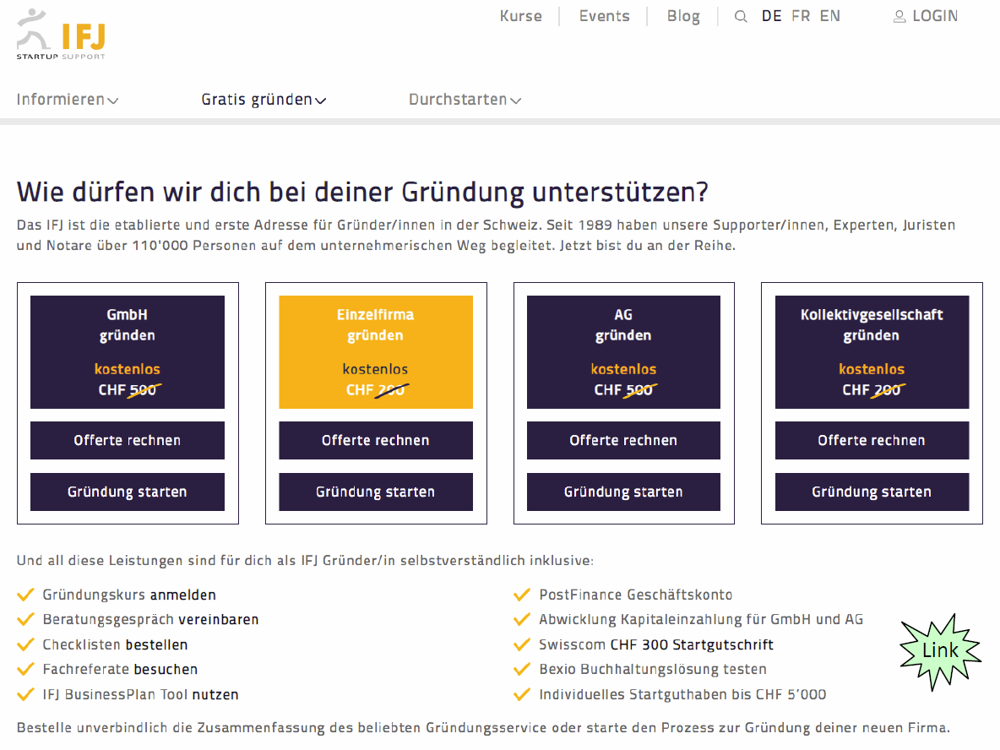 IFJ
STARTUP SUPPORT
Kurse
Events
Blog
DE FR EN
LOGIN
Informieren
Gratis gründen
Durchstarten
Wie dürfen wir dich bei deiner Gründung unterstützen?
Das IFJ ist die etablierte und erste Adresse für Gründer/innen in der Schweiz. Seit 1989 haben unsere Supporter/innen, Experten, Juristen
und Notare über 110'000 Personen auf dem unternehmerischen Weg begleitet. Jetzt bist du an der Reihe.
GmbH
gründen
kostenlos
CHF 500
Offerte rechnen
Gründung starten
Einzelfirma
gründen
kostenlos
CHF 200
Offerte rechnen
Gründung starten
AG
gründen
kostenlos
CHF 500
Offerte rechnen
Gründung starten
Kollektivgesellschaft
gründen
kostenlos
CHF 200
Offerte rechnen
Gründung starten
Und all diese Leistungen sind für dich als IFJ Gründer/in selbstverständlich inklusive:
Gründungskurs anmelden
Beratungsgespräch vereinbaren
Checklisten bestellen
Fachreferate besuchen
IFJ BusinessPlan Tool nutzen
PostFinance Geschäftskonto
Abwicklung Kapitaleinzahlung für GmbH und AG
Swisscom CHF 300 Startgutschrift
Bexio Buchhaltungslösung testen
Individuelles Startguthaben bis CHF 5’000
Link
Bestelle unverbindlich die Zusammenfassung des beliebten Gründungsservice oder starte den Prozess zur Gründung deiner neuen Firma.